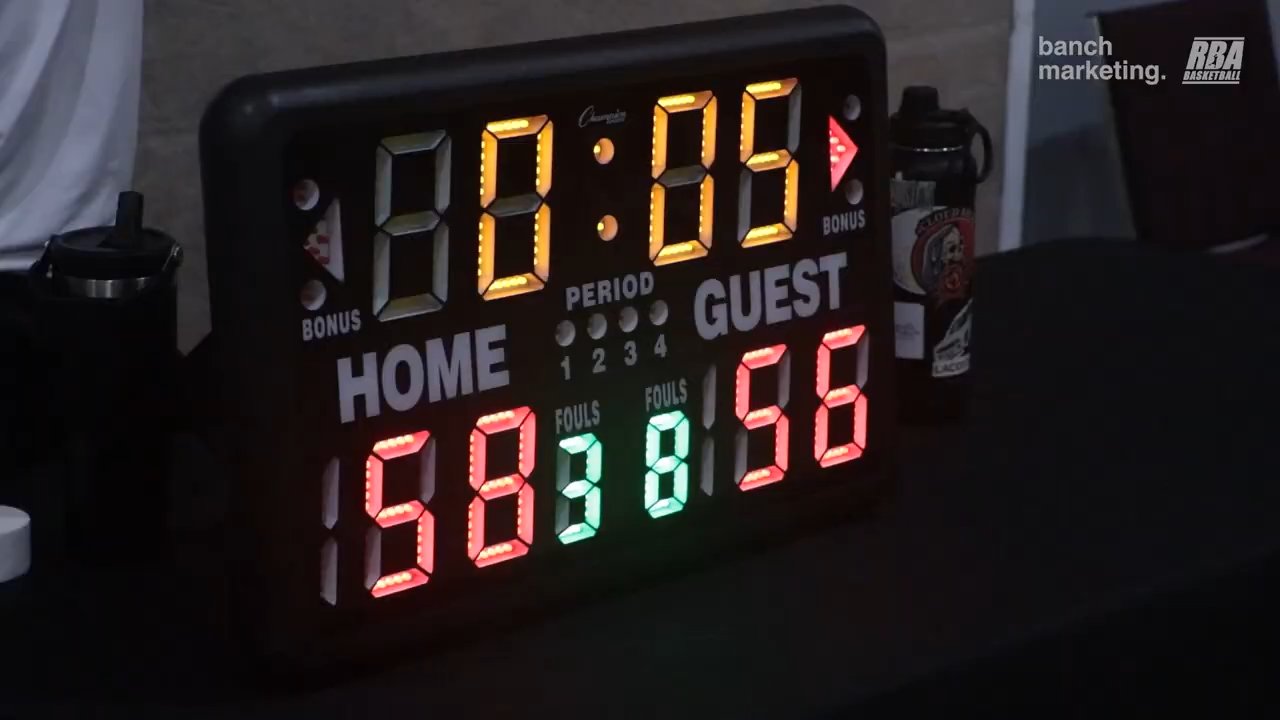 banch
marketing.
RBA
BASKETBALL
Champion
0:05
BONUS
BONUS
PERIOD
1 2 3 4
HOME
GUEST
FOULS
FOULS
58
3
8
56